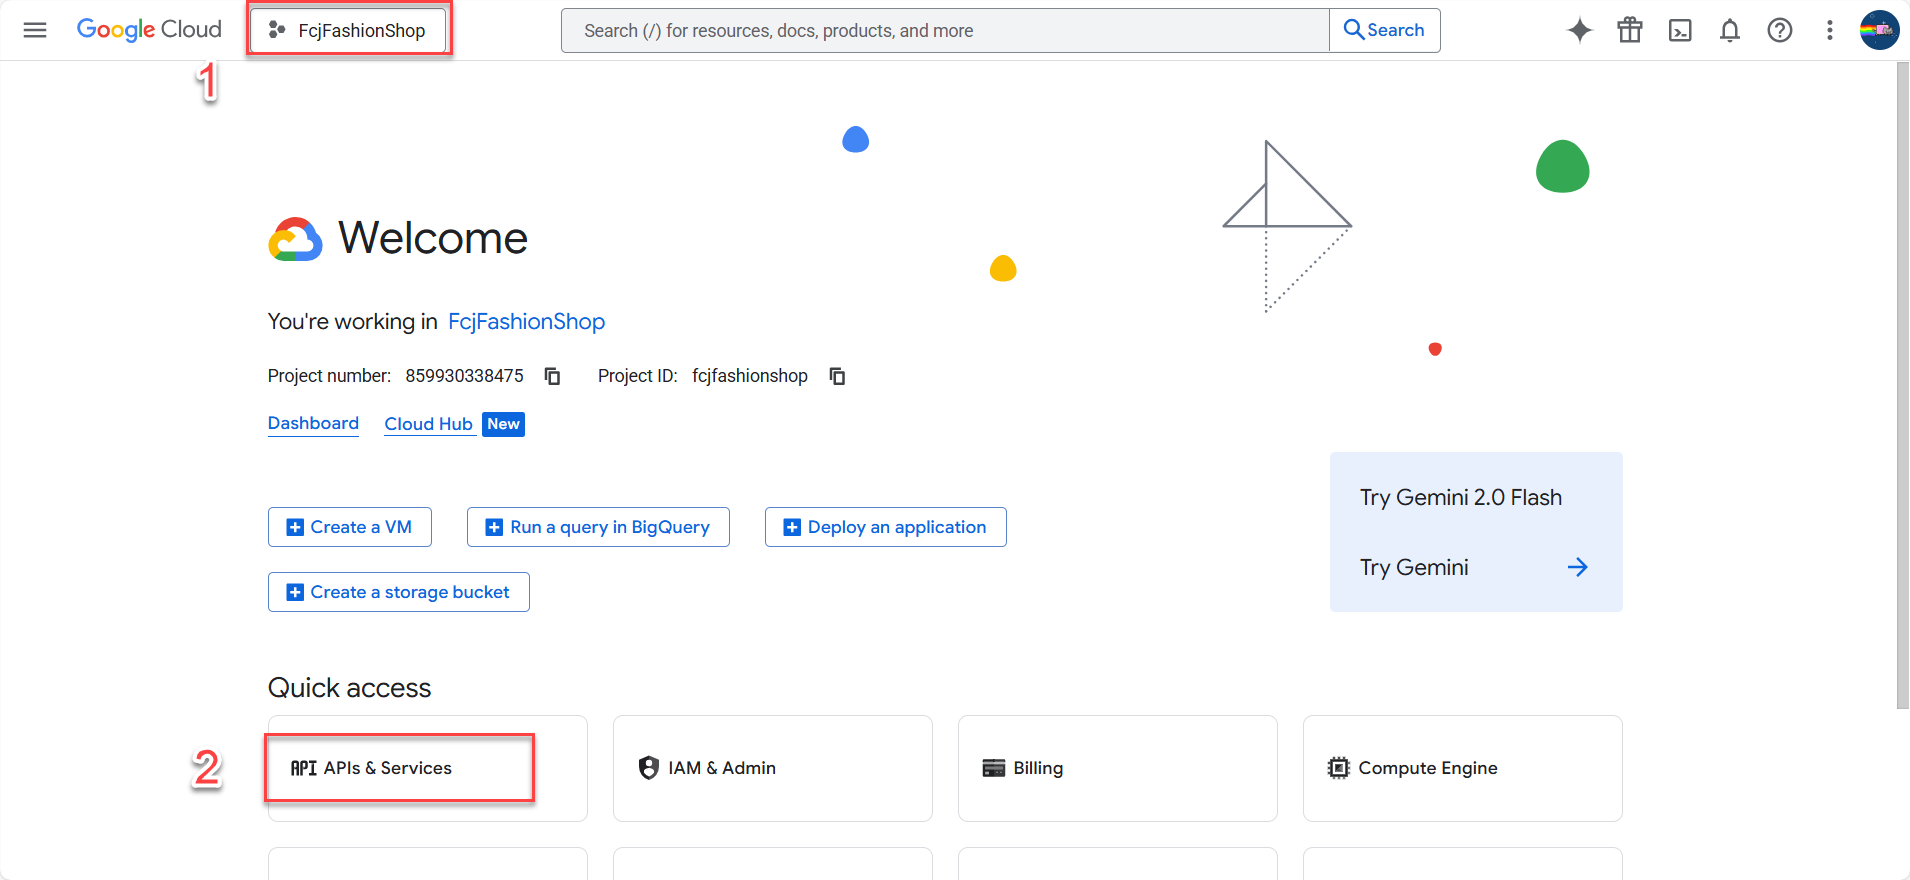 Google Cloud
FcjFashionShop
Search (/) for resources, docs, products, and more
Search
1
Welcome
You're working in FcjFashionShop
Project number: 859930338475 Project ID: fcjfashionshop
Dashboard Cloud Hub New
Create a VM
Run a query in BigQuery
Deploy an application
Create a storage bucket
Try Gemini 2.0 Flash
Try Gemini
Quick access
2
API APIs & Services
IAM & Admin
Billing
Compute Engine